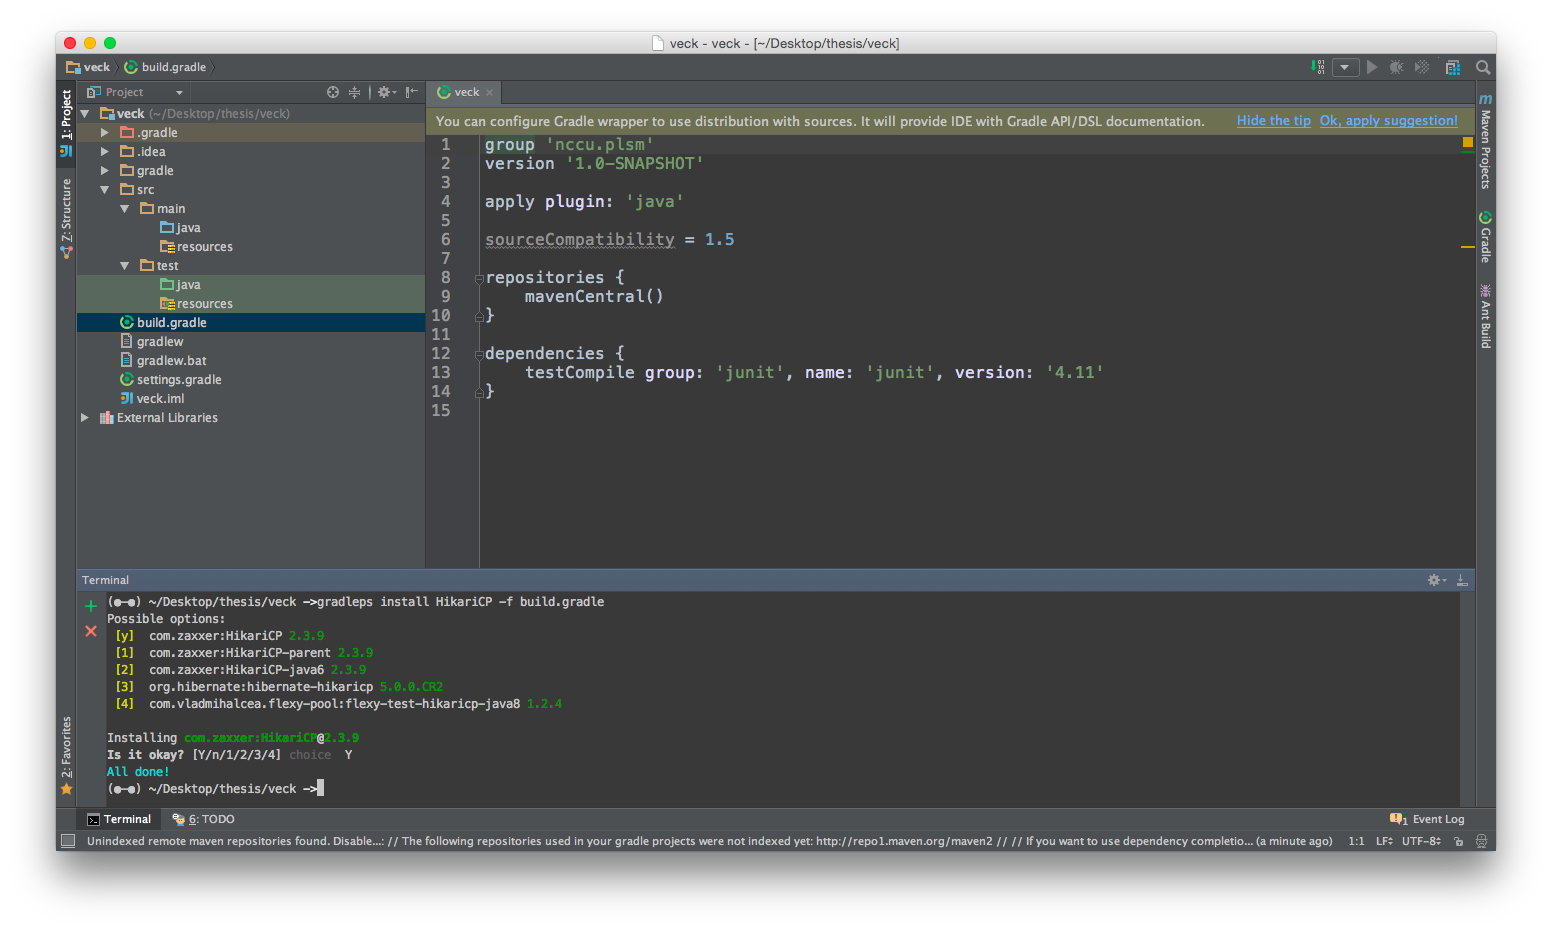 veck - veck - [~/Desktop/thesis/veck]
veck build.gradle
1: Project
Z: Structure
2: Favorites
Project
veck (~/Desktop/thesis/veck)
.gradle
.idea
gradle
src
main
java
resources
test
java
resources
build.gradle
gradlew
gradlew.bat
settings.gradle
veck.iml
External Libraries
veck
You can configure Gradle wrapper to use distribution with sources. It will provide IDE with Gradle API/DSL documentation. Hide the tip Ok, apply suggestion!
1 group 'nccu.plsm'
2 version '1.0-SNAPSHOT'
3
4 apply plugin: 'java'
5
6 sourceCompatibility = 1.5
7
8 repositories {
9 mavenCentral()
10 }
11
12 dependencies {
13 testCompile group: 'junit', name: 'junit', version: '4.11'
14 }
15
Maven Projects
Gradle
Ant Build
Terminal
(●—●) ~/Desktop/thesis/veck ->gradleps install HikariCP -f build.gradle
Possible options:
[y] com.zaxxer:HikariCP 2.3.9
[1] com.zaxxer:HikariCP-parent 2.3.9
[2] com.zaxxer:HikariCP-java6 2.3.9
[3] org.hibernate:hibernate-hikaricp 5.0.0.CR2
[4] com.vladmihalcea.flexy-pool:flexy-test-hikaricp-java8 1.2.4
Installing com.zaxxer:HikariCP@2.3.9
Is it okay? [Y/n/1/2/3/4] choice Y
All done!
(●—●) ~/Desktop/thesis/veck ->
Terminal 6: TODO 1 Event Log
Unindexed remote maven repositories found. Disable...: // The following repositories used in your gradle projects were not indexed yet: http://repo1.maven.org/maven2 // // If you want to use dependency completio... (a minute ago) 1:1 LF UTF-8